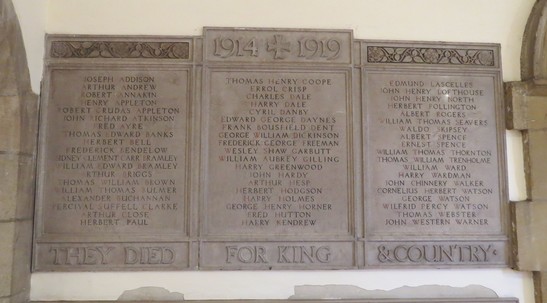 1914 1919
JOSEPH ADDISON
ARTHUR ANDREW
ROBERT ANNAKIN
HENRY APPLETON
ROBERT CRUDAS APPLETON
JOHN RICHARD ATKINSON
FRED AYRE
THOMAS EDWARD BANKS
HERBERT BELL
FREDERICK BENDELOW
SIDNEY CLEMENT CARR BRAMLEY
EDWARD BRAMLEY
ARTHUR BRIGGS
THOMAS WILLIAM BROWN
WILLIAM THOMAS BULMER
ALEXANDER BUCHANNAN
PERCIVAL SUFFELL CLARKE
ARTHUR CLOSE
HERBERT PAUL
THOMAS HENRY COOPE
ERROL CRISP
CHARLES DALE
HARRY DALE
CYRIL DANBY
EDWARD GEORGE DAYNES
FRANK HOUSFIELD DENT
GEORGE WILLIAM DICKINSON
FREDERICK GEORGE FREEMAN
WESLEY SHAW GARBUTT
WILLIAM AUBREY GILLING
HARRY GREENWOOD
JOHN HARDY
ARTHUR HESP
HERBERT HODGSON
HARRY HOLMES
GEORGE HENRY HORNER
FRED HUTTON
HARRY KENDREW
EDMUND LASCELLES
JOHN HENRY LOFTHOUSE
JOHN HENRY NORTH
HERBERT POLLINGTON
ALBERT ROGERS
WILLIAM THOMAS SEAVERS
WALDO SKIPSEY
ALBERT SPENCE
ERNEST SPENCE
WILLIAM THOMAS THORNTON
THOMAS WILLIAM TRENHOLME
WILLIAM WARD
HARRY WARDMAN
JOHN CHINNERY WALKER
CORNELIUS HERBERT WATSON
GEORGE WATSON
WILFRID PERCY WATSON
THOMAS WEBSTER
JOHN WESTERN WARNER
THEY DIED FOR KING & COUNTRY